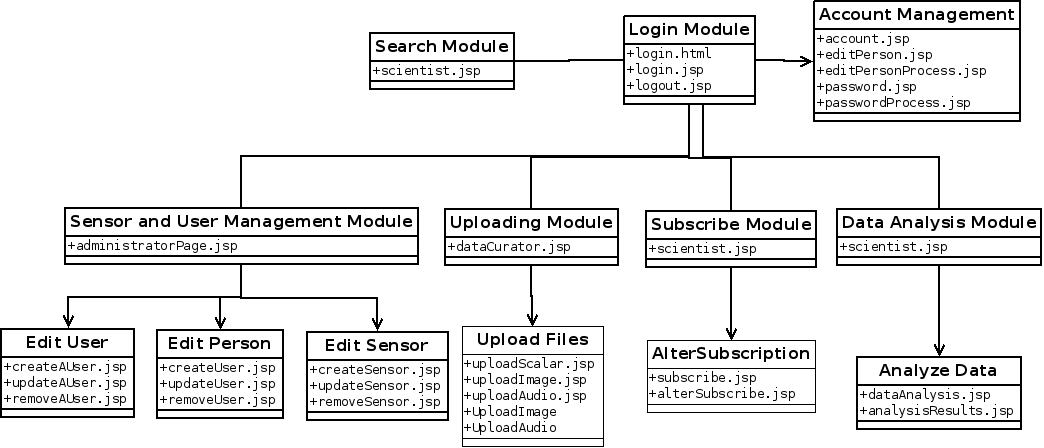 Search Module
+scientist.jsp
Login Module
+login.html
+login.jsp
+logout.jsp
Account Management
+account.jsp
+editPerson.jsp
+editPersonProcess.jsp
+password.jsp
+passwordProcess.jsp
Sensor and User Management Module
+administratorPage.jsp
Uploading Module
+dataCurator.jsp
Subscribe Module
+scientist.jsp
Data Analysis Module
+scientist.jsp
Edit User
+createAUser.jsp
+updateAUser.jsp
+removeAUser.jsp
Edit Person
+createUser.jsp
+updateUser.jsp
+removeUser.jsp
Edit Sensor
+createSensor.jsp
+updateSensor.jsp
+removeSensor.jsp
Upload Files
+uploadScalar.jsp
+uploadImage.jsp
+uploadAudio.jsp
+UploadImage
+UploadAudio
AlterSubscription
+subscribe.jsp
+alterSubscribe.jsp
Analyze Data
+dataAnalysis.jsp
+analysisResults.jsp